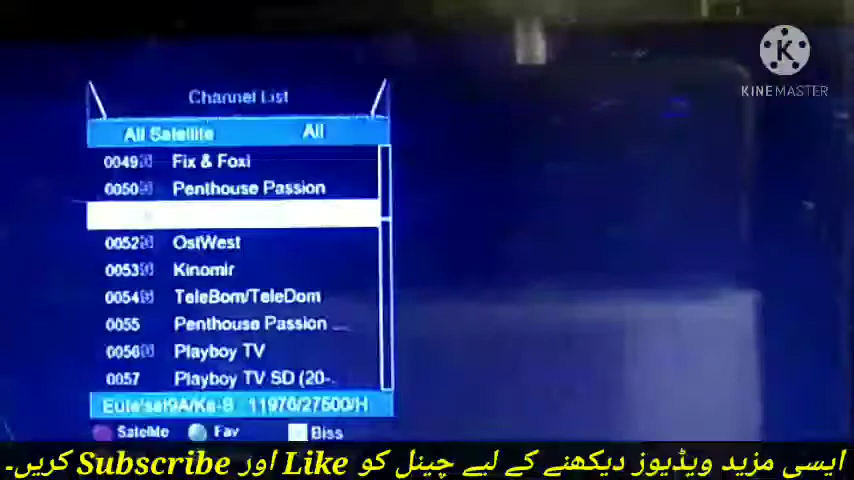 KINEMASTER
Channel List
All Satellite All
0049 Fix & Foxi
0050 Penthouse Passion
0052 OstWest
0053 Kinomir
0054 TeleBom/TeleDom
0055 Penthouse Passion ...
0056 Playboy TV
0057 Playboy TV SD (20-..
Eutelsat9A/Ka-B 11976/27500/H
Satellite Fav Biss
ایسی مزید ویڈیوز دیکھنے کے لیے چینل کو Like اور Subscribe کریں۔